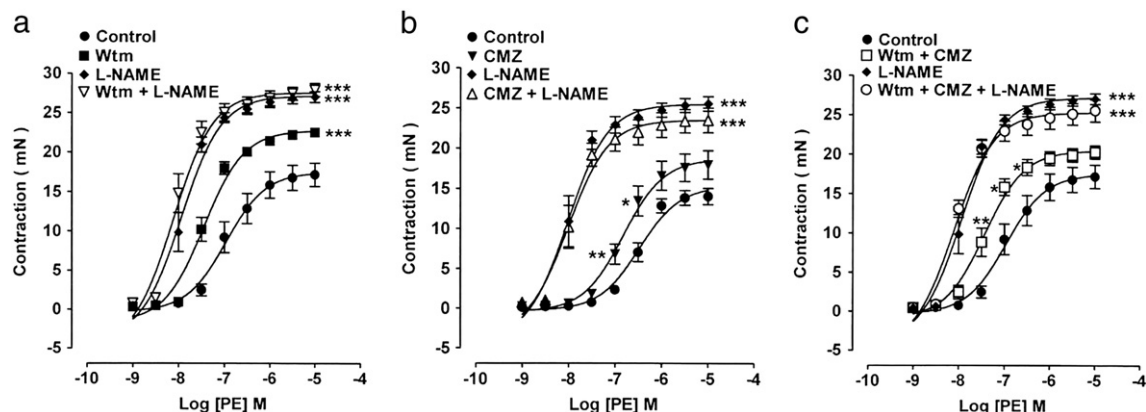 a
Control
Wtm
L-NAME
Wtm + L-NAME
30
25
20
15
10
5
0
-5
Contraction ( mN )
***
***
***
-10 -9 -8 -7 -6 -5 -4
Log [PE] M
b
Control
CMZ
L-NAME
CMZ + L-NAME
30
25
20
15
10
5
0
-5
Contraction ( mN )
***
***
*
**
-10 -9 -8 -7 -6 -5 -4
Log [PE] M
c
Control
Wtm + CMZ
L-NAME
Wtm + CMZ + L-NAME
30
25
20
15
10
5
0
-5
Contraction ( mN )
***
***
*
*
**
-10 -9 -8 -7 -6 -5 -4
Log [PE] M